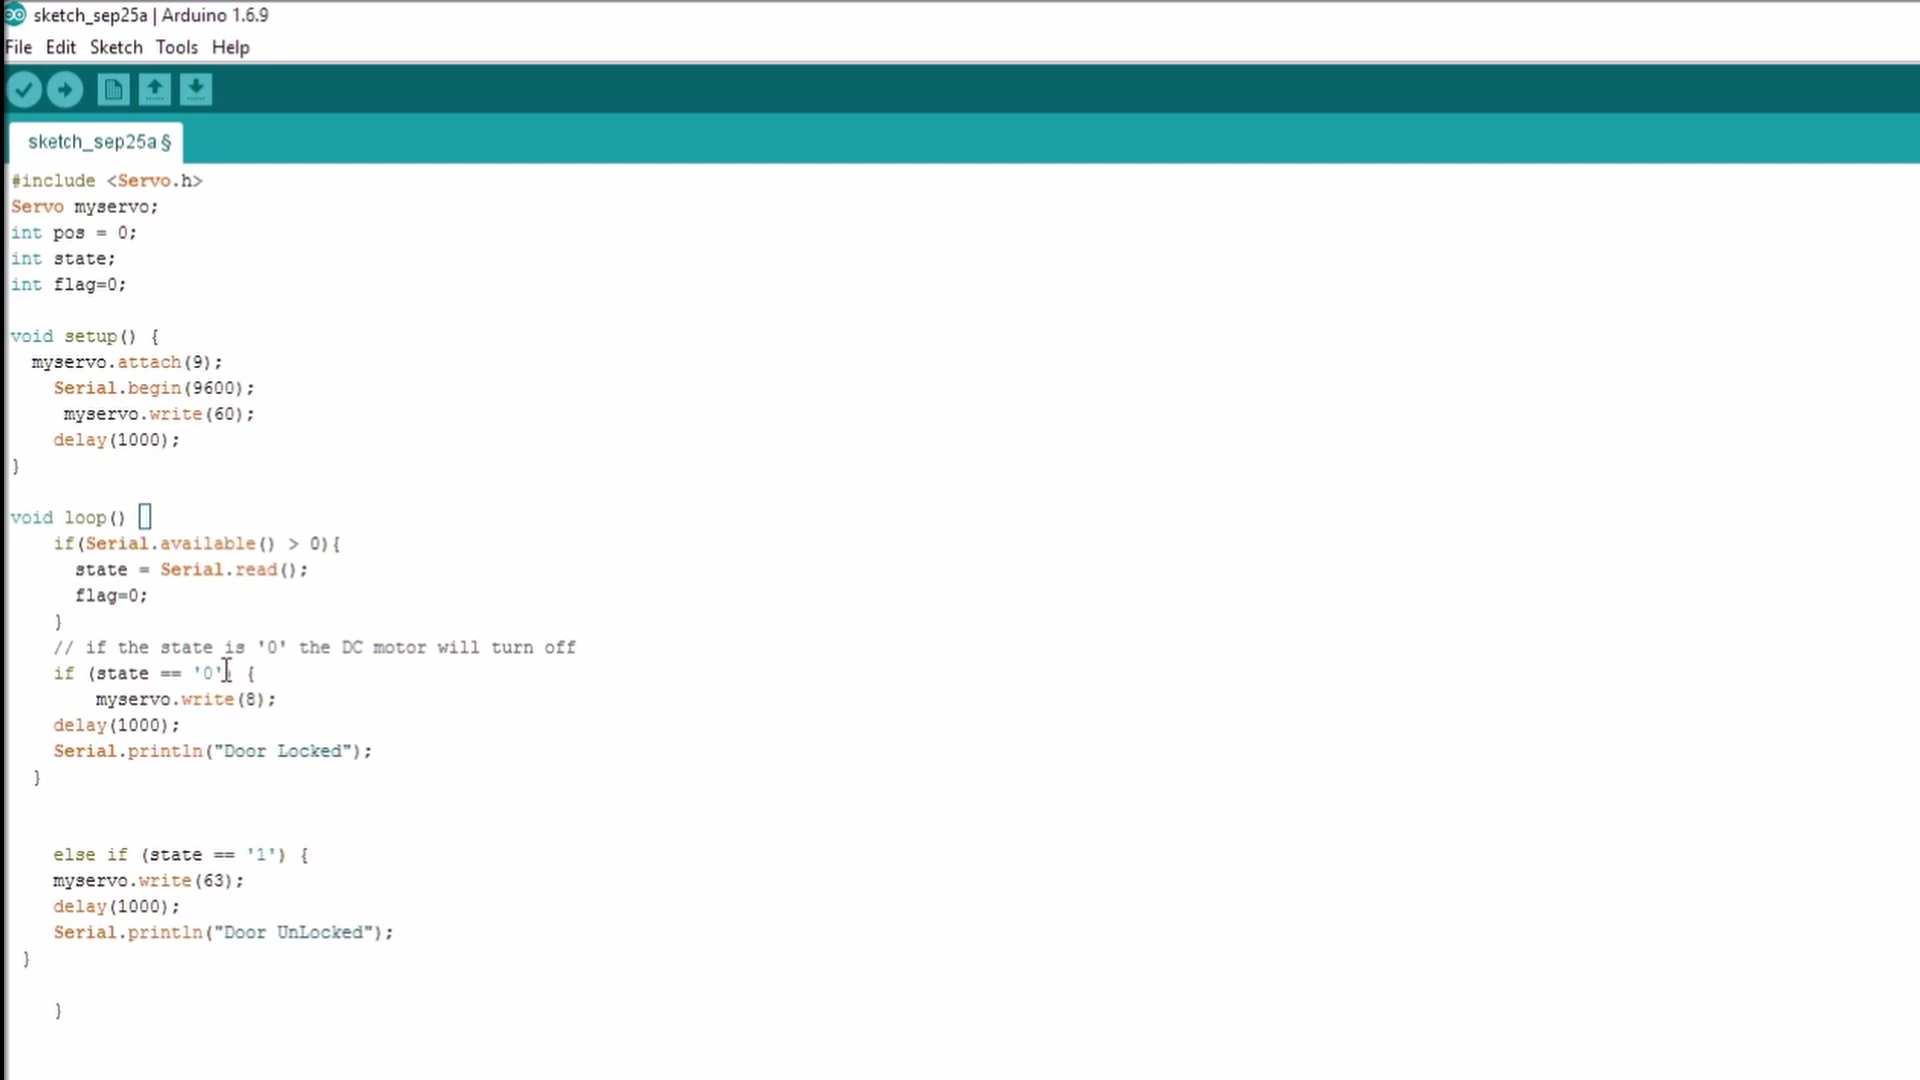 sketch_sep25a | Arduino 1.6.9
File Edit Sketch Tools Help
sketch_sep25a §
#include <Servo.h>
Servo myservo;
int pos = 0;
int state;
int flag=0;
void setup() {
myservo.attach(9);
Serial.begin(9600);
myservo.write(60);
delay(1000);
}
void loop()
if(Serial.available() > 0){
state = Serial.read();
flag=0;
}
// if the state is '0' the DC motor will turn off
if (state == '0') {
myservo.write(8);
delay(1000);
Serial.println("Door Locked");
}
else if (state == '1') {
myservo.write(63);
delay(1000);
Serial.println("Door UnLocked");
}
}